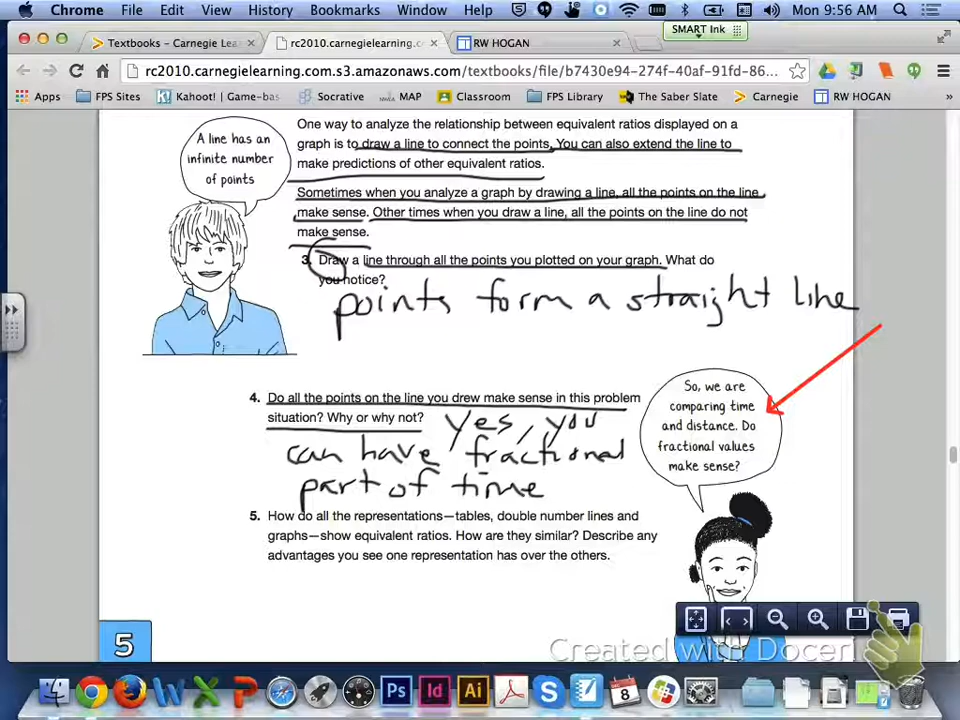 Chrome File Edit View History Bookmarks Window Help Mon 9:56 AM
Textbooks – Carnegie Lea rc2010.carnegielearning.co RW HOGAN SMART Ink
rc2010.carnegielearning.com.s3.amazonaws.com/textbooks/file/b7430e94-274f-40af-91fd-86...
Apps FPS Sites Kahoot! | Game-bas Socrative MAP Classroom FPS Library The Saber Slate Carnegie RW HOGAN »
A line has an
infinite number
of points
One way to analyze the relationship between equivalent ratios displayed on a
graph is to draw a line to connect the points. You can also extend the line to
make predictions of other equivalent ratios.
Sometimes when you analyze a graph by drawing a line, all the points on the line
make sense. Other times when you draw a line, all the points on the line do not
make sense.
3. Draw a line through all the points you plotted on your graph. What do
you notice?
points form a straight line
4. Do all the points on the line you drew make sense in this problem
situation? Why or why not?
yes, you
can have fractional
part of time
So, we are
comparing time
and distance. Do
fractional values
make sense?
5. How do all the representations—tables, double number lines and
graphs—show equivalent ratios. How are they similar? Describe any
advantages you see one representation has over the others.
5
Created with Doceri
Ps Id Ai 8